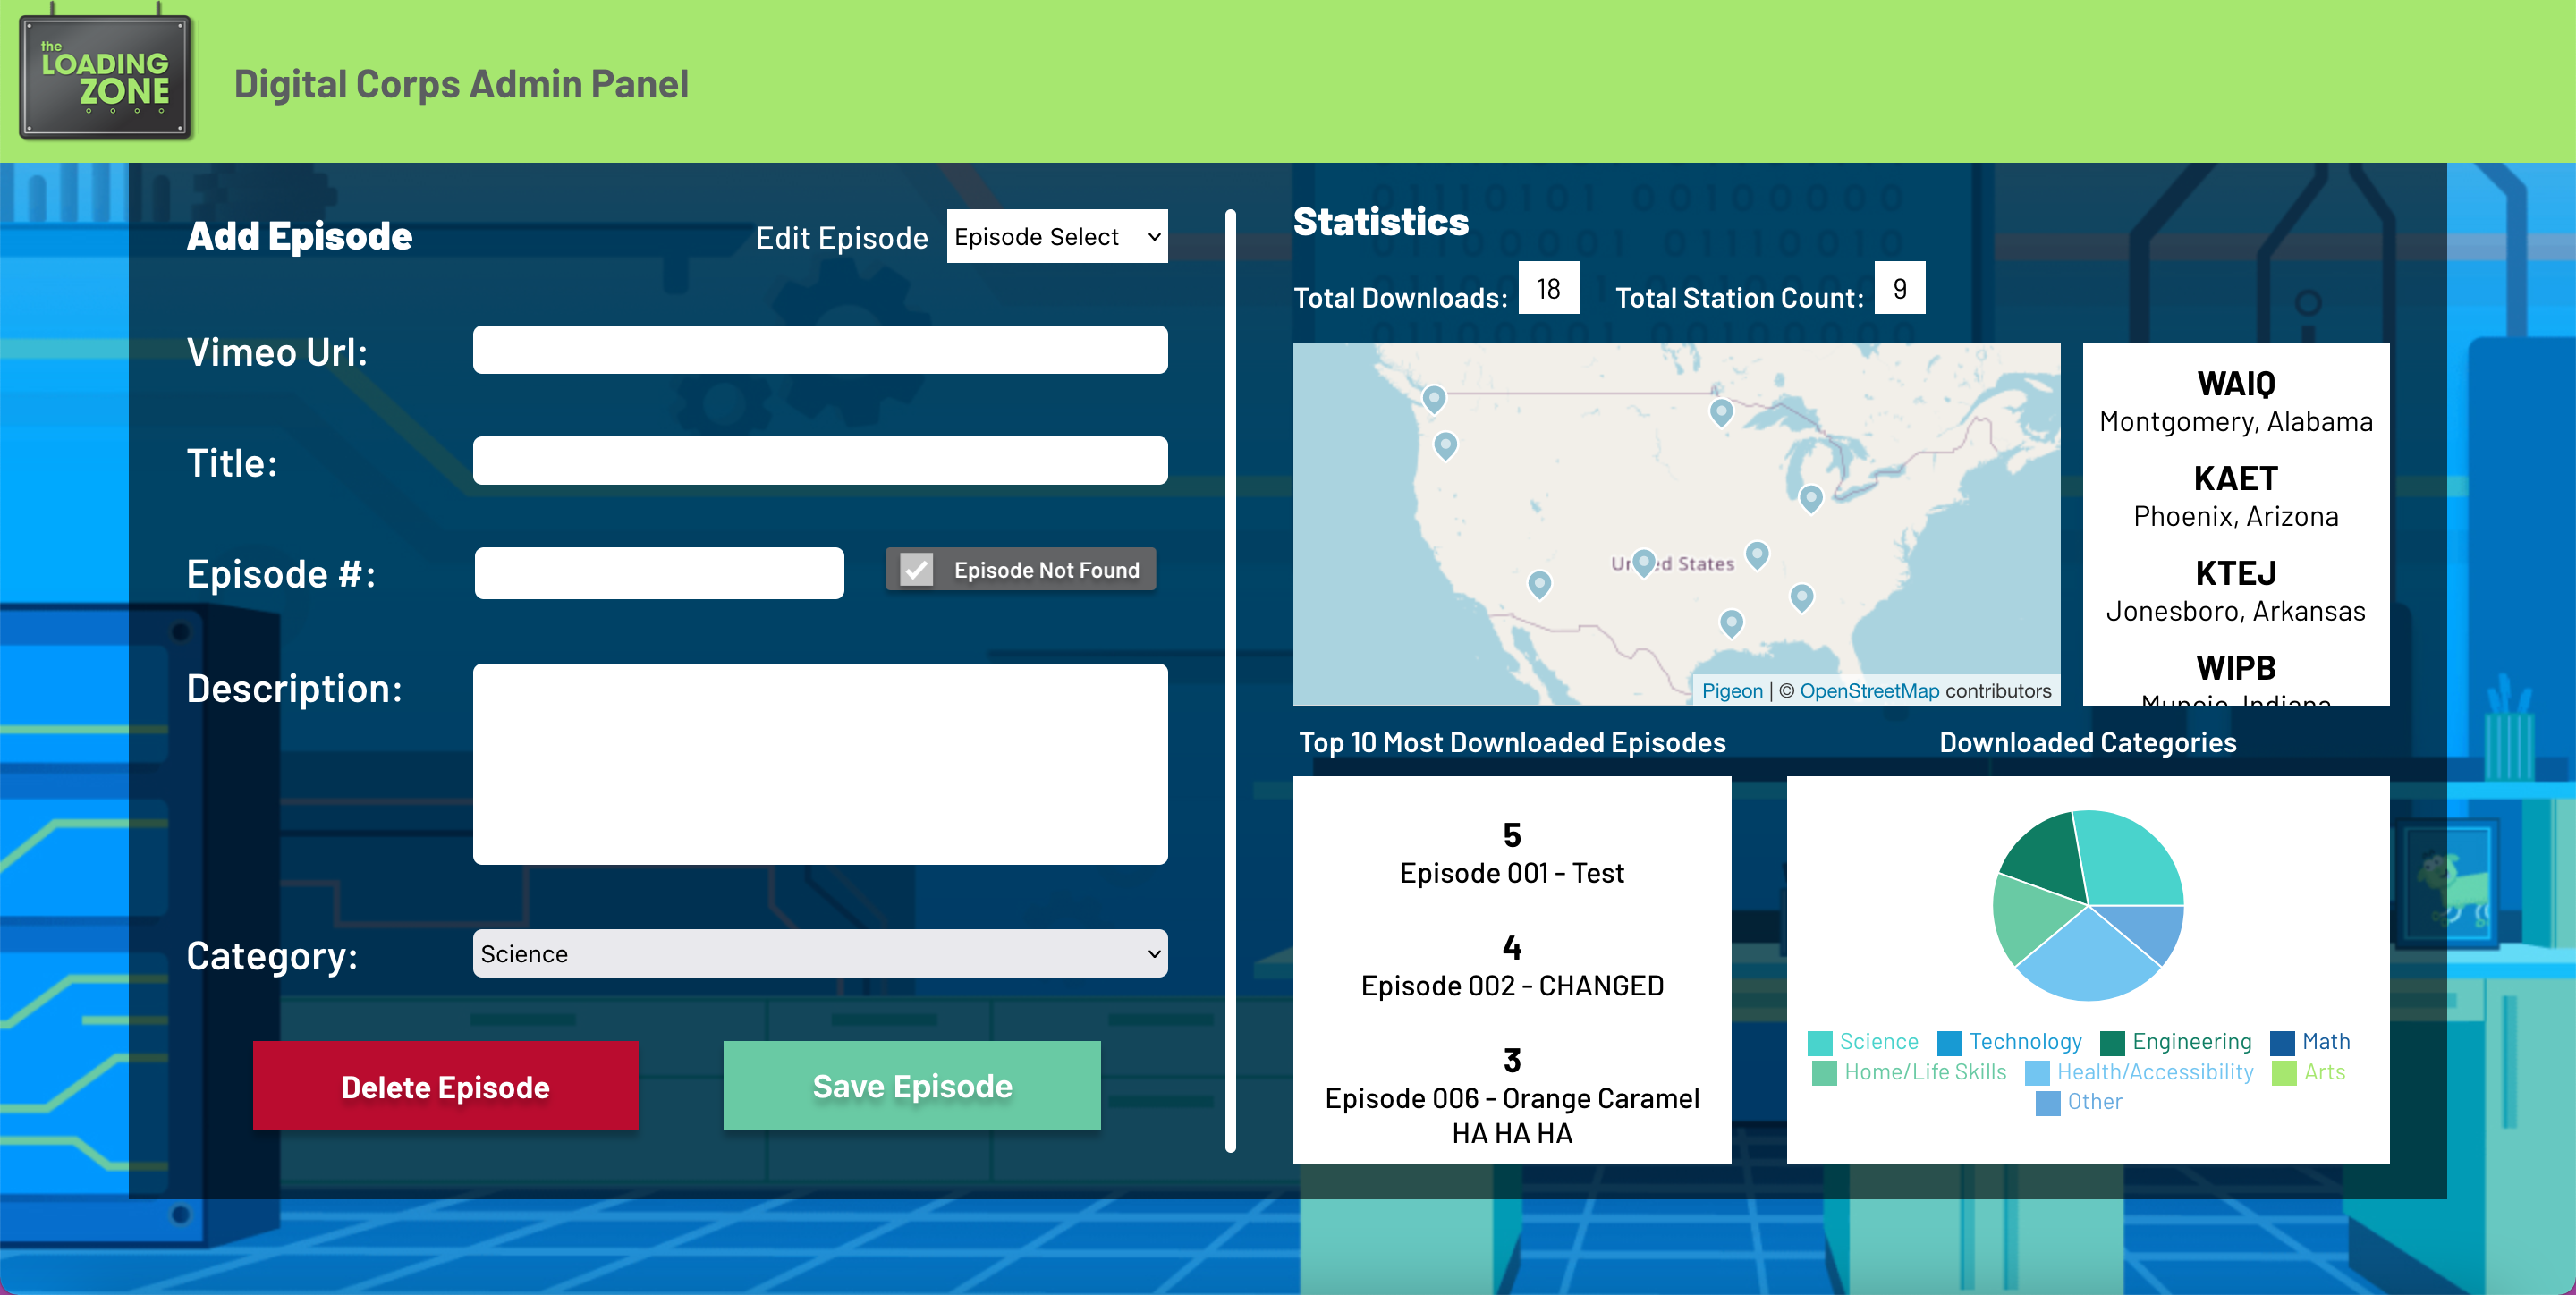 the
LOADING
ZONE
Digital Corps Admin Panel
Add Episode
Edit Episode
Episode Select
Vimeo Url:
Title:
Episode #:
Episode Not Found
Description:
Category:
Science
Delete Episode
Save Episode
Statistics
Total Downloads: 18
Total Station Count: 9
United States
Pigeon | © OpenStreetMap contributors
WAIQ
Montgomery, Alabama
KAET
Phoenix, Arizona
KTEJ
Jonesboro, Arkansas
WIPB
Muncie, Indiana
Top 10 Most Downloaded Episodes
5
Episode 001 - Test
4
Episode 002 - CHANGED
3
Episode 006 - Orange Caramel
HA HA HA
Downloaded Categories
Science Technology Engineering Math
Home/Life Skills Health/Accessibility Arts
Other